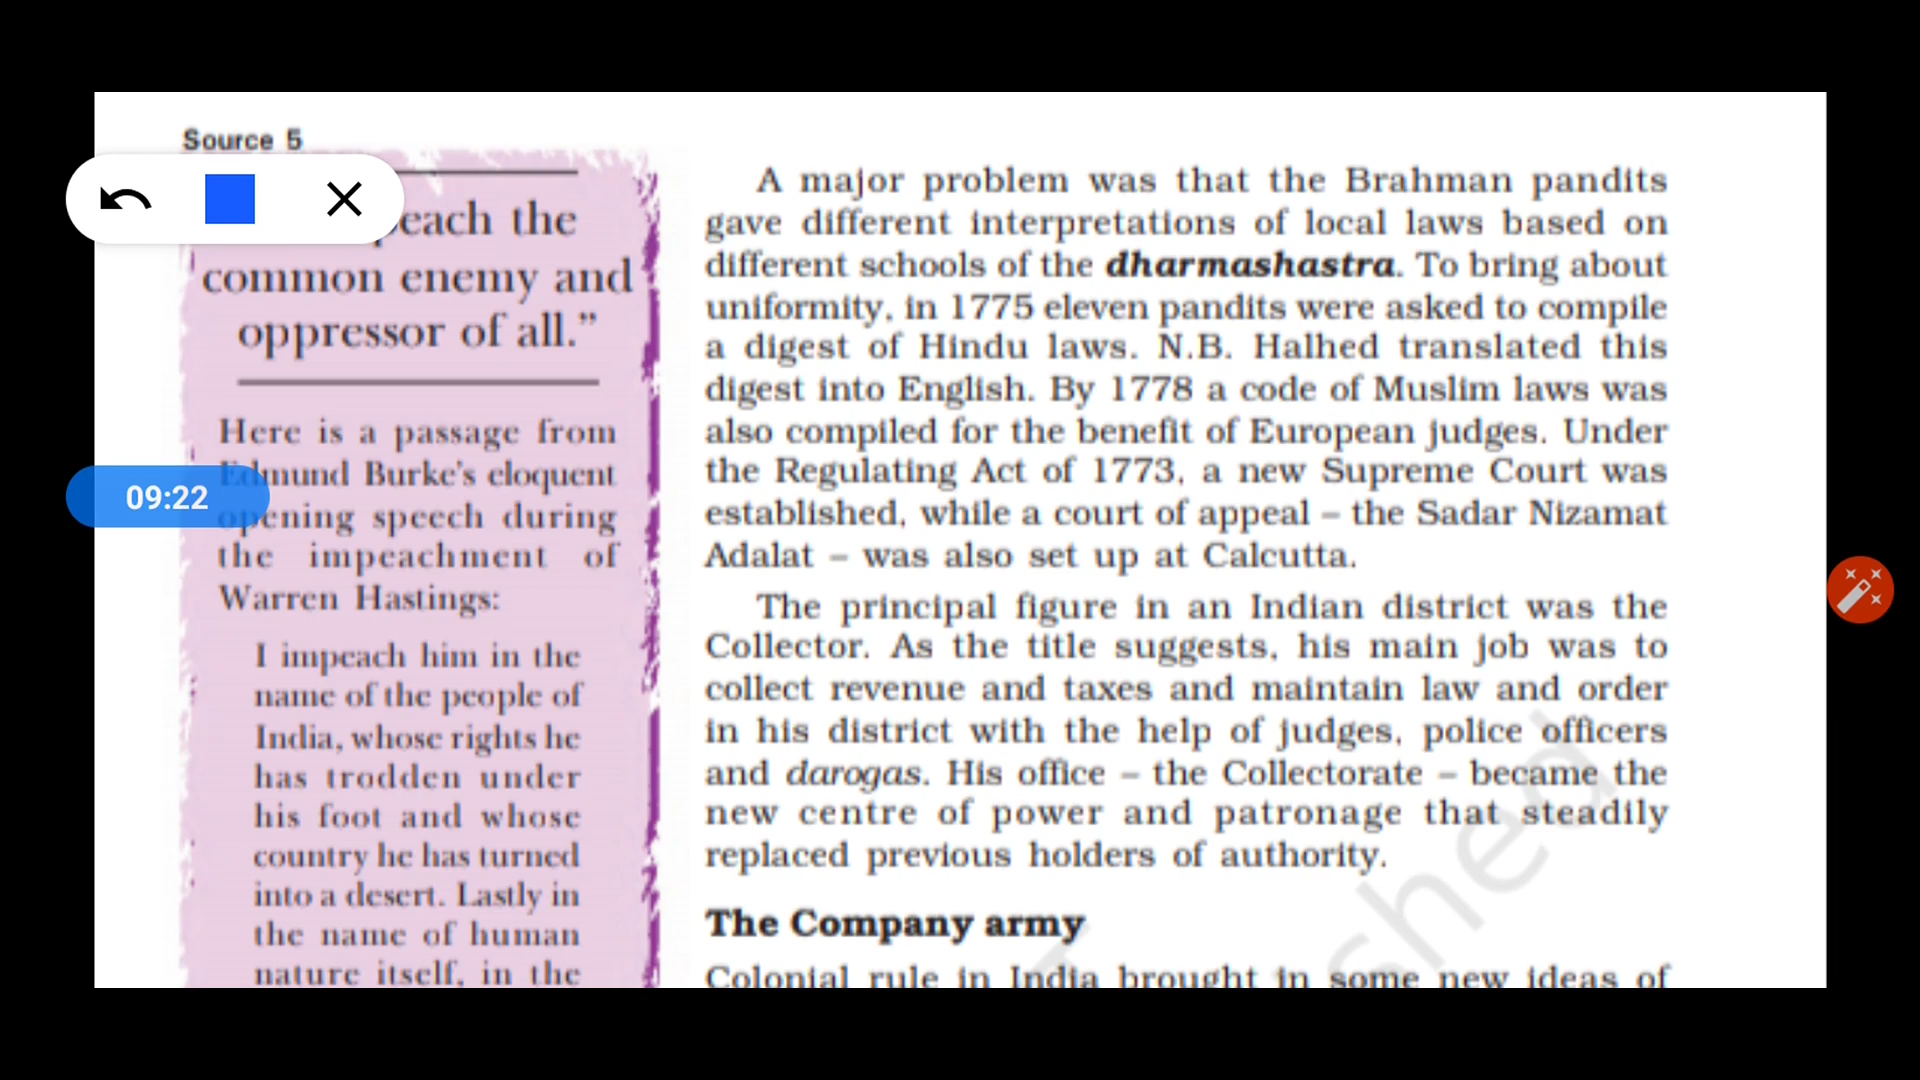 Source 5
each the
common enemy and
oppressor of all.”
Here is a passage from
Edmund Burke’s eloquent
opening speech during
the impeachment of
Warren Hastings:
I impeach him in the
name of the people of
India, whose rights he
has trodden under
his foot and whose
country he has turned
into a desert. Lastly in
the name of human
nature itself, in the
09:22
A major problem was that the Brahman pandits
gave different interpretations of local laws based on
different schools of the dharmashastra. To bring about
uniformity, in 1775 eleven pandits were asked to compile
a digest of Hindu laws. N.B. Halhed translated this
digest into English. By 1778 a code of Muslim laws was
also compiled for the benefit of European judges. Under
the Regulating Act of 1773, a new Supreme Court was
established, while a court of appeal – the Sadar Nizamat
Adalat – was also set up at Calcutta.
The principal figure in an Indian district was the
Collector. As the title suggests, his main job was to
collect revenue and taxes and maintain law and order
in his district with the help of judges, police officers
and darogas. His office – the Collectorate – became the
new centre of power and patronage that steadily
replaced previous holders of authority.
The Company army
Colonial rule in India brought in some new ideas of
shed